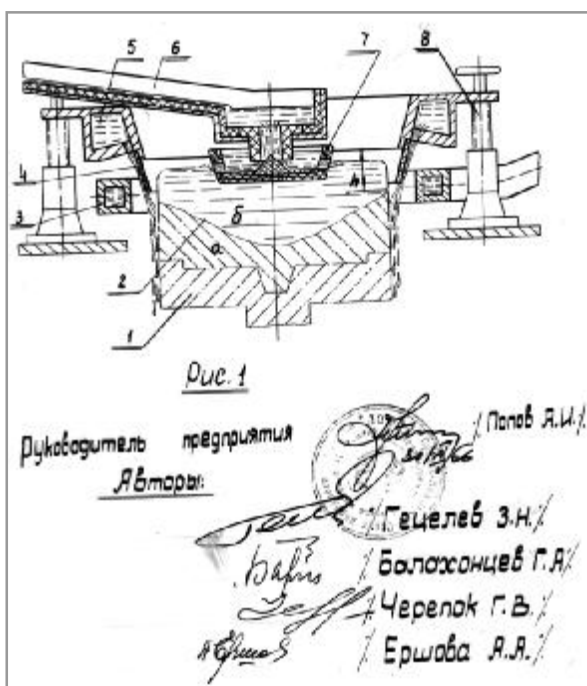 5 6 7 8
4
3
h
б
а
2
1
Рис. 1
Руководитель предприятия /Попов А.И./
Авторы:
/Гецелев З.Н./
/Балахонцев Г.А/
/Черепок Г.В./
/Ершова А.А./